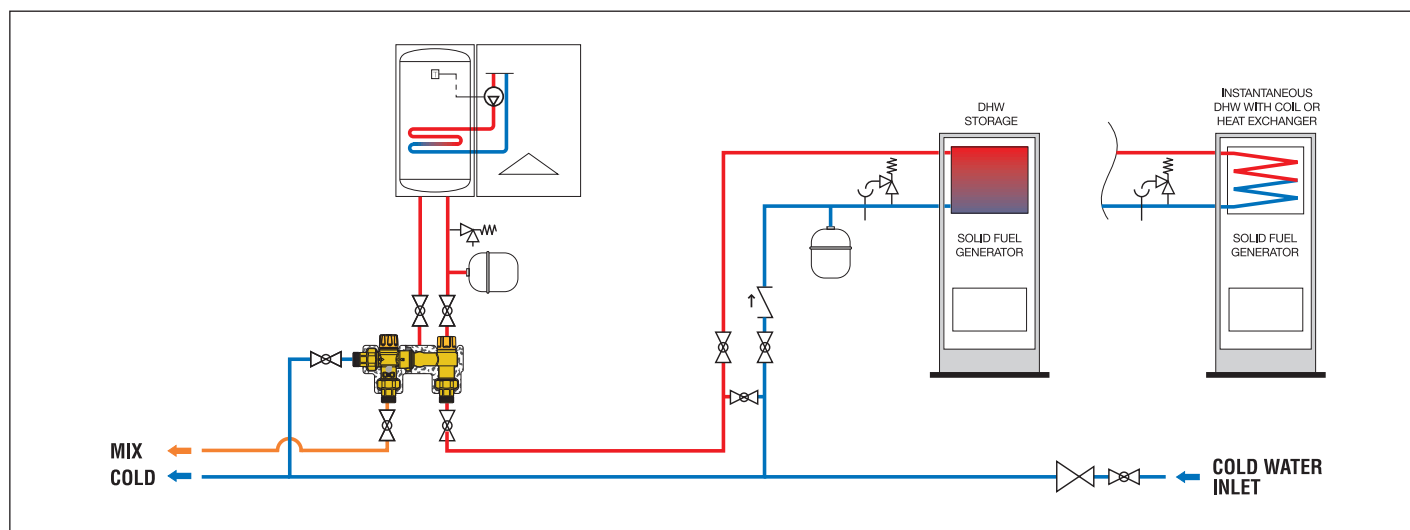 DHW
STORAGE
INSTANTANEOUS
DHW WITH COIL OR
HEAT EXCHANGER
SOLID FUEL
GENERATOR
SOLID FUEL
GENERATOR
MIX
COLD
COLD WATER
INLET